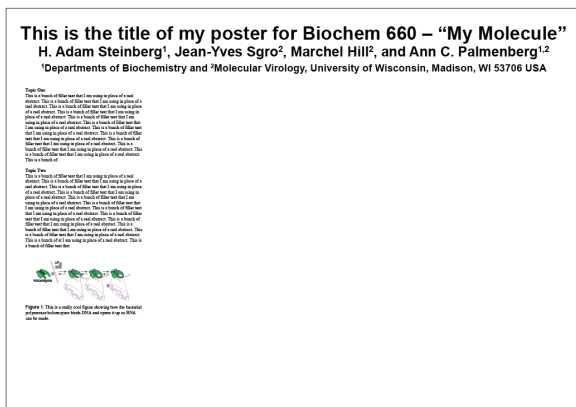 This is the title of my poster for Biochem 660 – “My Molecule”
H. Adam Steinberg¹, Jean-Yves Sgro², Marchel Hill², and Ann C. Palmenberg¹,²
¹Departments of Biochemistry and ²Molecular Virology, University of Wisconsin, Madison, WI 53706 USA
Topic One
This is a bunch of filler text that I am using in place of a real
abstract. This is a bunch of filler text that I am using in place of a
real abstract. This is a bunch of filler text that I am using in place
of a real abstract. This is a bunch of filler text that I am using in
place of a real abstract. This is a bunch of filler text that I am
using in place of a real abstract. This is a bunch of filler text that
I am using in place of a real abstract. This is a bunch of filler text
that I am using in place of a real abstract. This is a bunch of
filler text that I am using in place of a real abstract. This is a
bunch of filler text that I am using in place of a real abstract. This
is a bunch of filler text that I am using in place of a real abstract.
This is a bunch of
Topic Two
This is a bunch of filler text that I am using in place of a real
abstract. This is a bunch of filler text that I am using in place of a
real abstract. This is a bunch of filler text that I am using in
place of a real abstract. This is a bunch of filler text that I am
using in place of a real abstract. This is a bunch of filler text that
I am using in place of a real abstract. This is a bunch of filler text
that I am using in place of a real abstract. This is a bunch of filler
text that I am using in place of a real abstract. This is a bunch of
filler text that I am using in place of a real abstract. This is a
bunch of filler text that I am using in place of a real abstract. This
is a bunch of filler text that I am using in place of a real abstract.
This is a bunch of at I am using in place of a real abstract. This is
a bunch of filler text that
Holoenzyme
Figure 1. This is a really cool figure showing how the bacterial
polymerase holoenzyme binds DNA and opens it up so RNA
can be made.